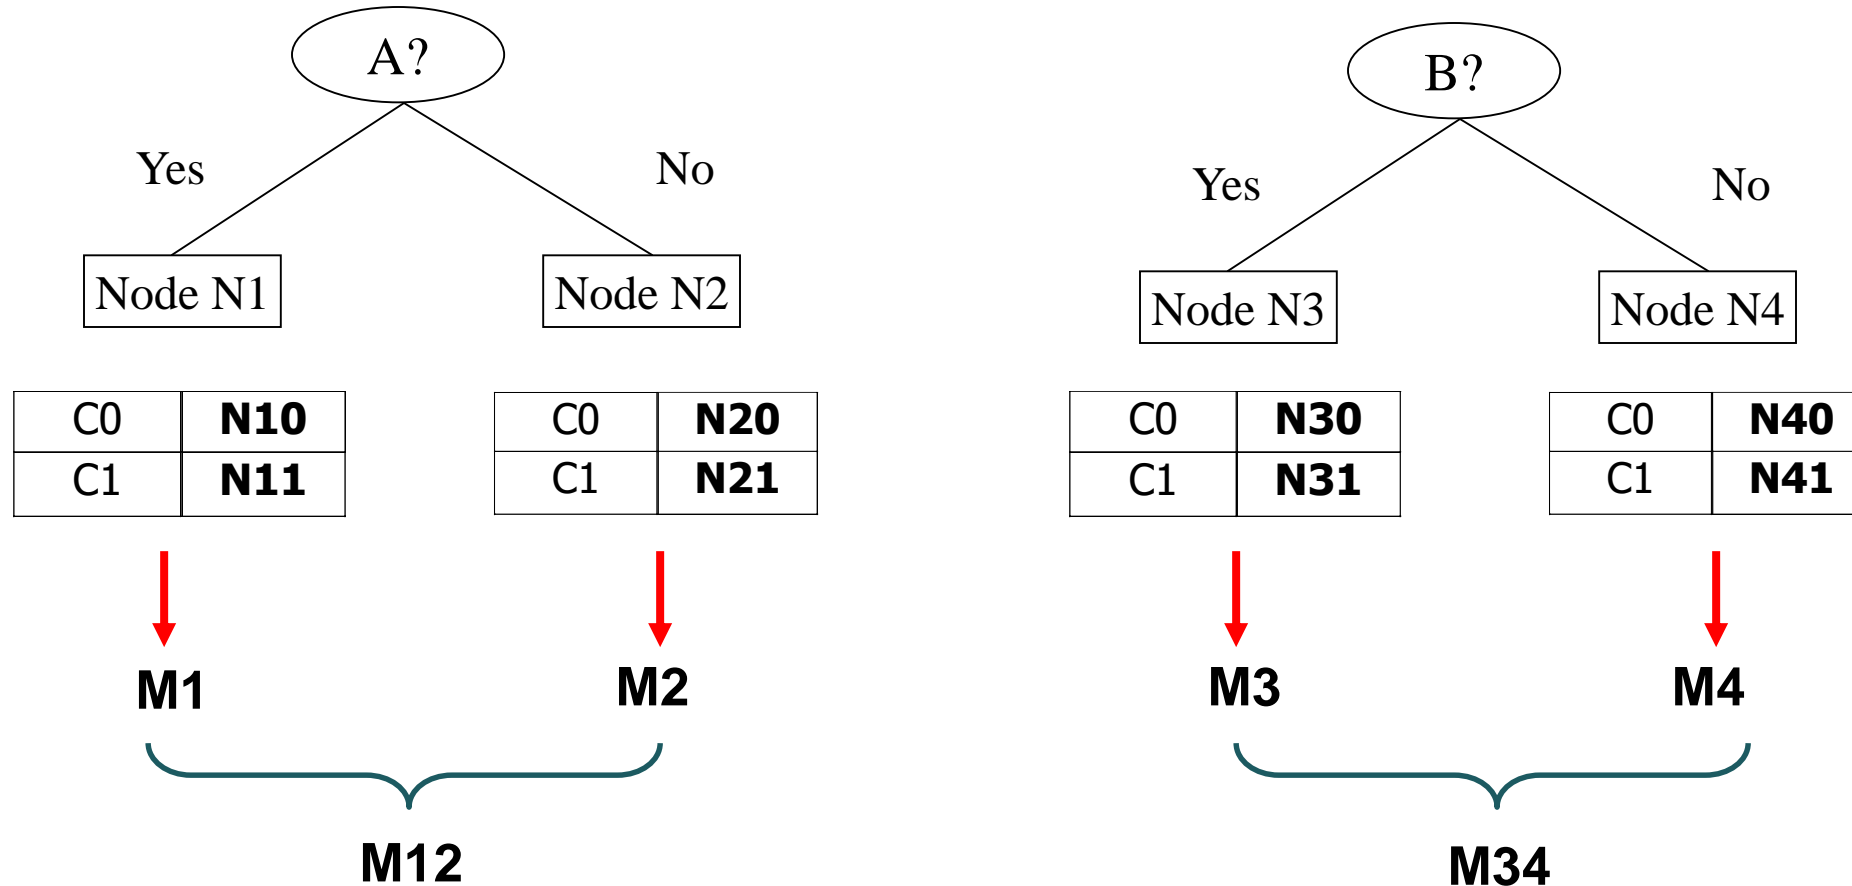 A?
Yes
No
Node N1
Node N2
C0 N10
C1 N11
C0 N20
C1 N21
M1
M2
M12
B?
Yes
No
Node N3
Node N4
C0 N30
C1 N31
C0 N40
C1 N41
M3
M4
M34